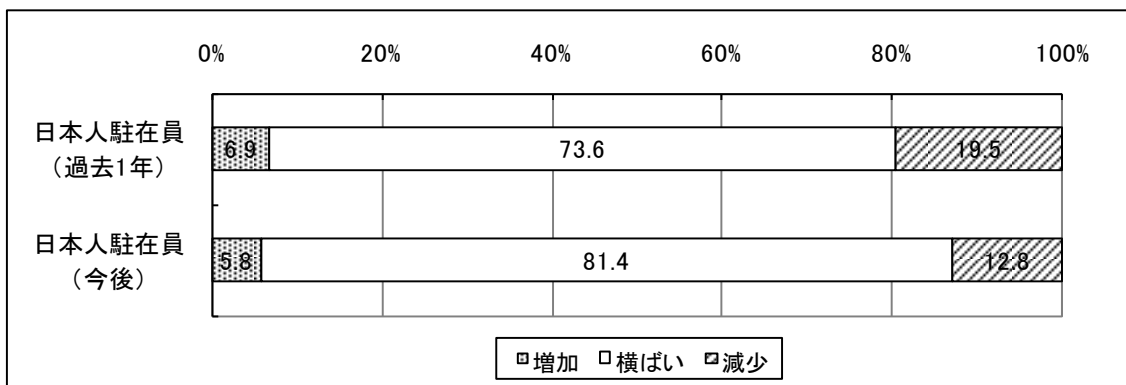 0% 20% 40% 60% 80% 100%
日本人駐在員
（過去1年）
6.9 73.6 19.5
日本人駐在員
（今後）
5.8 81.4 12.8
増加 横ばい 減少